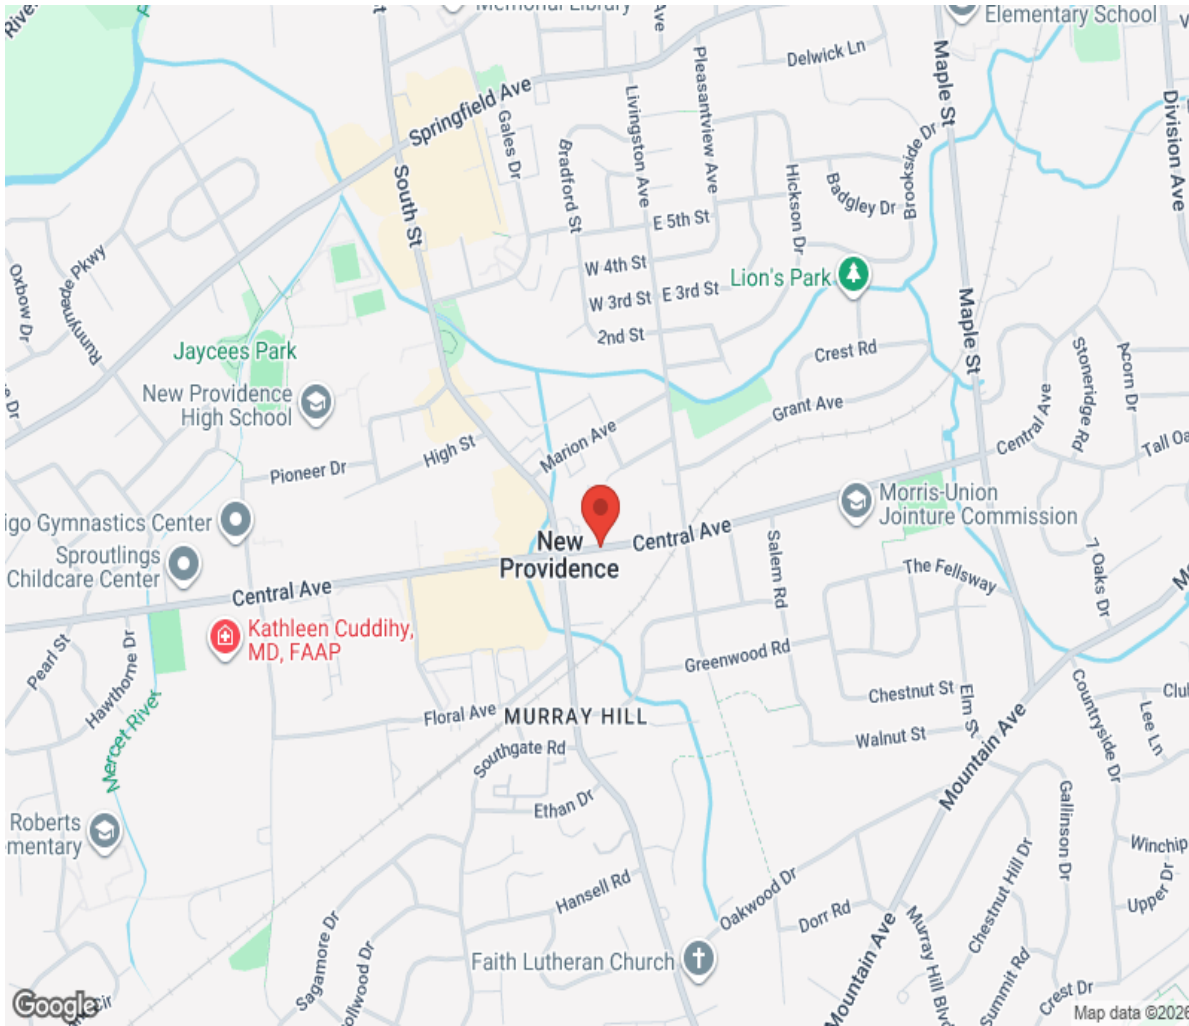 River
Memorial Library
Ave
Elementary School
Delwick Ln
Maple St
Division Ave
Springfield Ave
Gales Dr
Livingston Ave
Pleasantview Ave
Bradford St
Hickson Dr
Badgley Dr
Brookside Dr
South St
E 5th St
W 4th St
W 3rd St
E 3rd St
2nd St
Lion's Park
Oxbow Dr
Runnymede Pkwy
Jaycees Park
New Providence
High School
Maple St
Crest Rd
Grant Ave
Acorn Dr
Stoneridge Rd
Central Ave
Marion Ave
High St
Pioneer Dr
Morris-Union
Jointure Commission
igo Gymnastics Center
Sproutlings
Childcare Center
New
Providence
Central Ave
Central Ave
Salem Rd
The Fellsway
7 Oaks Dr
Kathleen Cuddihy,
MD, FAAP
Pearl St
Hawthorne Dr
Mercet River
Greenwood Rd
Chestnut St
Elm St
Walnut St
Floral Ave
MURRAY HILL
Southgate Rd
Ethan Dr
Mountain Ave
Countryside Dr
Lee Ln
Roberts
Gallinson Dr
Chestnut Hill Dr
Upper Dr
Hansell Rd
Oakwood Dr
Dorr Rd
Sagamore Dr
ollwood Dr
Faith Lutheran Church
Mountain Ave
Murray Hill Blvd
Summit Rd
Crest Dr
Google
Map data ©2026